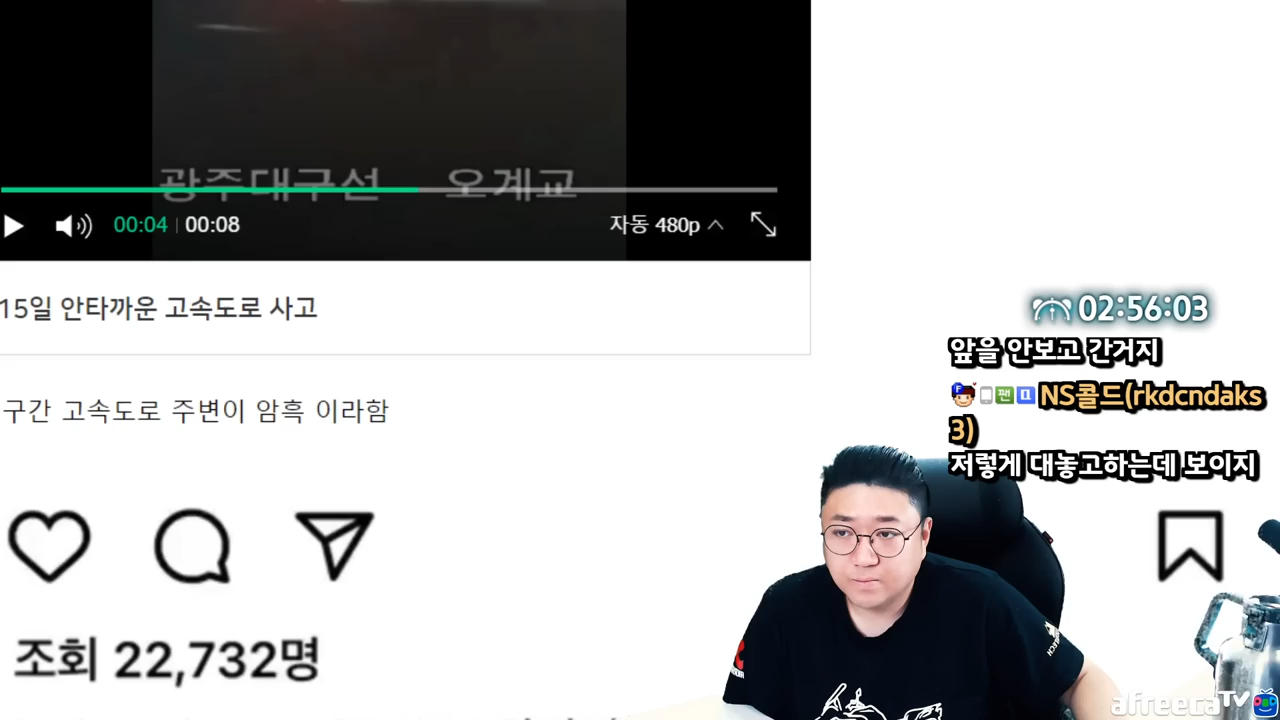 광주대구선 오계교
00:04 00:08
자동 480p
15일 안타까운 고속도로 사고
구간 고속도로 주변이 암흑 이라함
조회 22,732명
02:56:03
앞을 안보고 간거지
F 팬 NS콜드(rkdcndaks
3)
저렇게 대놓고하는데 보이지
afreecaTV